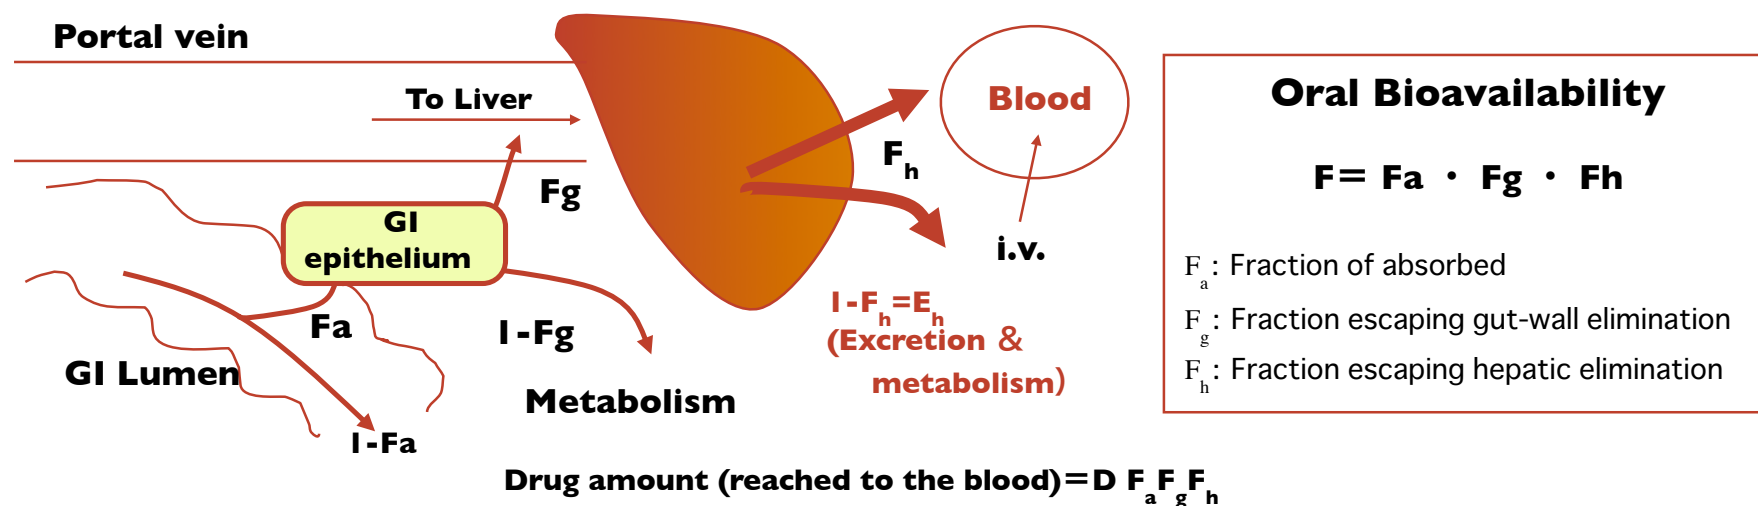 Portal vein
To Liver
Fg
GI
epithelium
Fa
1-Fg
GI Lumen
Metabolism
1-Fa
Fh
Blood
i.v.
1-Fh=Eh
(Excretion &
metabolism)
Oral Bioavailability
F= Fa · Fg · Fh
Fa: Fraction of absorbed
Fg: Fraction escaping gut-wall elimination
Fh: Fraction escaping hepatic elimination
Drug amount (reached to the blood)=D FaFgFh